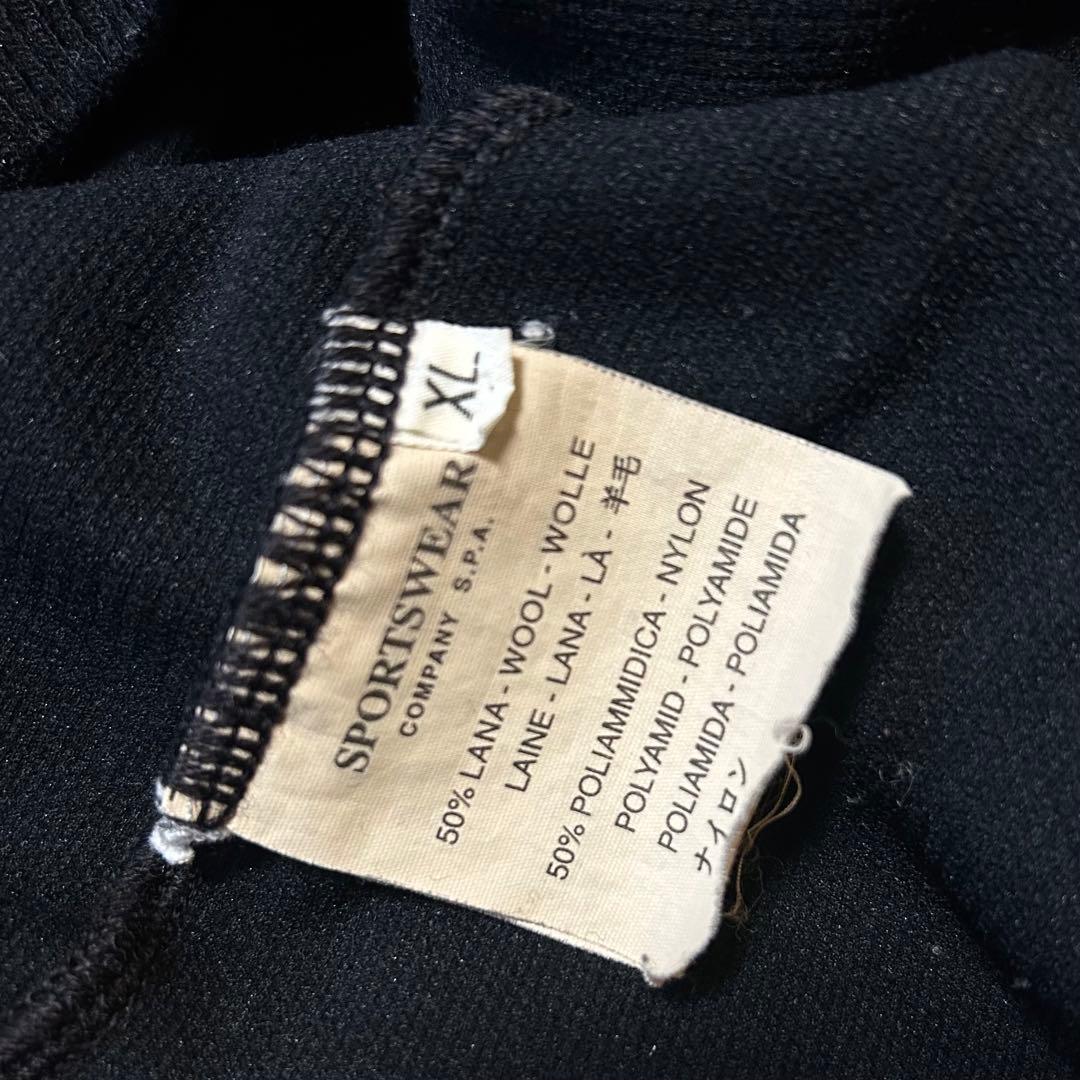 XL-
SPORTSWEAR
COMPANY S.P.A.
50% LANA - WOOL - WOLLE
LAINE - LANA - LÀ - 羊毛
50% POLIAMMIDICA - NYLON
POLYAMID - POLYAMIDE
POLIAMIDA - POLIAMIDA
ナイロン